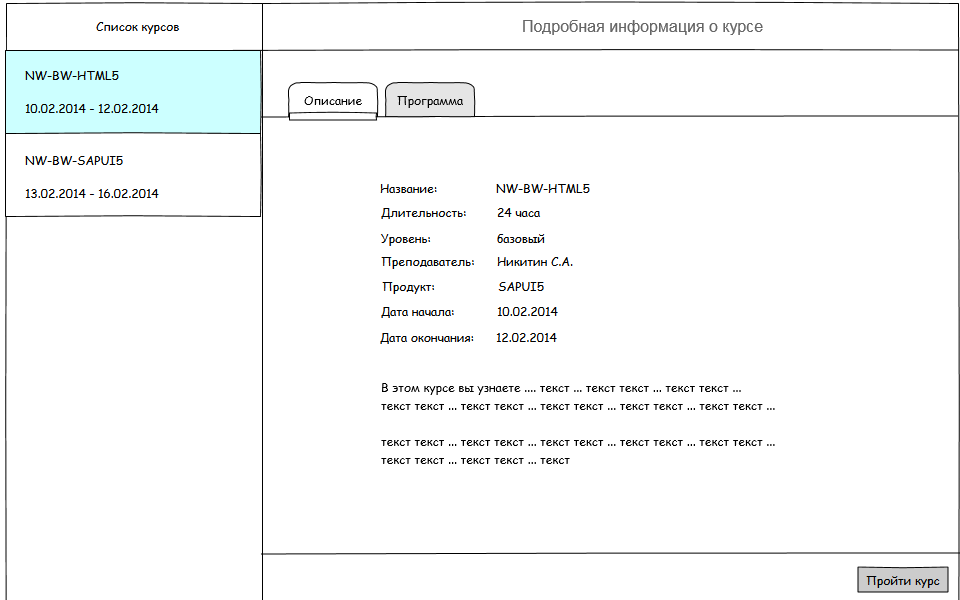 Список курсов
Подробная информация о курсе
NW-BW-HTML5
10.02.2014 - 12.02.2014
NW-BW-SAPUI5
13.02.2014 - 16.02.2014
Описание
Программа
Название: NW-BW-HTML5
Длительность: 24 часа
Уровень: базовый
Преподаватель: Никитин С.А.
Продукт: SAPUI5
Дата начала: 10.02.2014
Дата окончания: 12.02.2014
В этом курсе вы узнаете .... текст ... текст текст ... текст текст ...
текст текст ... текст текст ... текст текст ... текст текст ... текст текст ...
текст текст ... текст текст ... текст текст ... текст текст ... текст текст ...
текст текст ... текст текст ... текст
Пройти курс